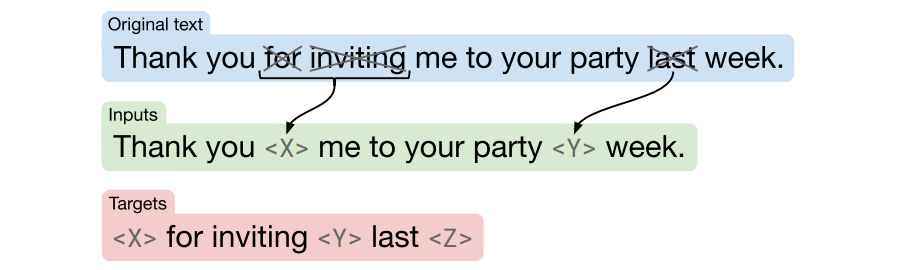 Original text
Thank you for inviting me to your party last week.
Inputs
Thank you <X> me to your party <Y> week.
Targets
<X> for inviting <Y> last <Z>